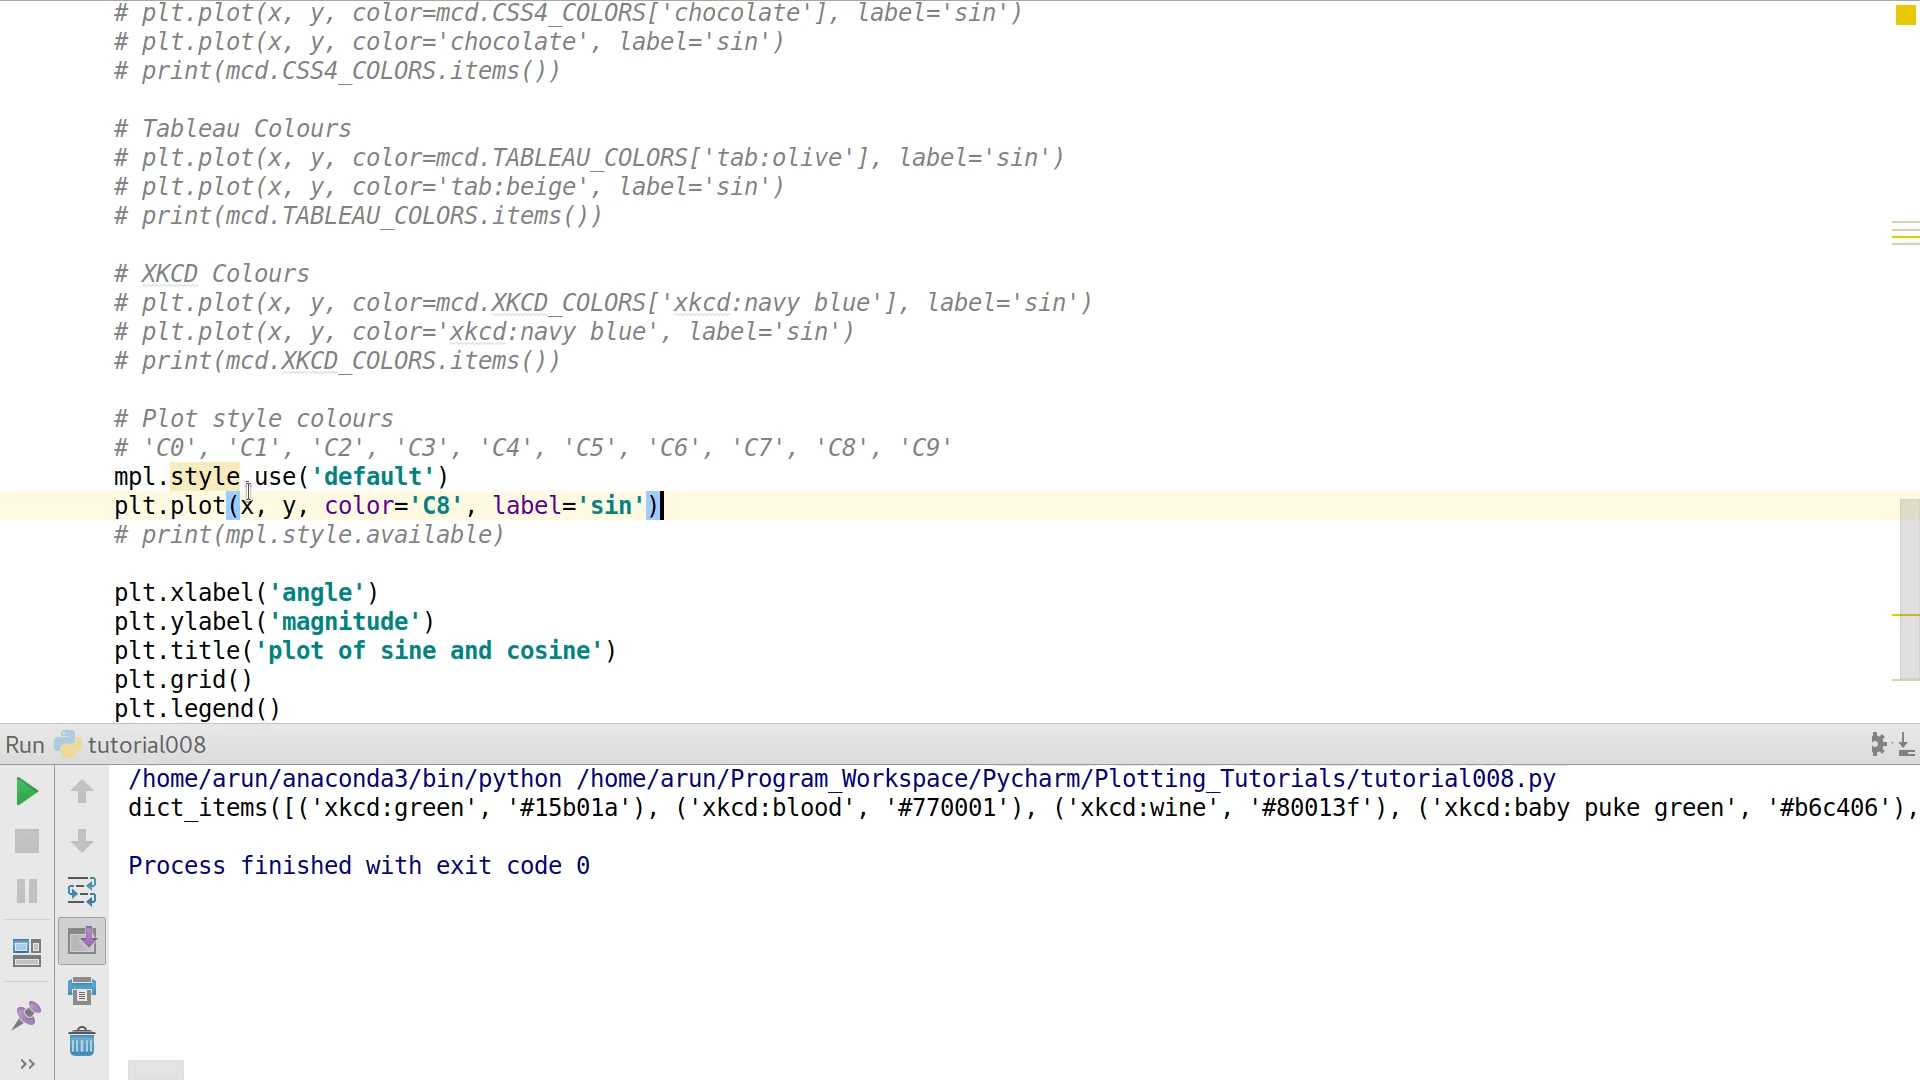 # plt.plot(x, y, color=mcd.CSS4_COLORS['chocolate'], label='sin')
# plt.plot(x, y, color='chocolate', label='sin')
# print(mcd.CSS4_COLORS.items())
# Tableau Colours
# plt.plot(x, y, color=mcd.TABLEAU_COLORS['tab:olive'], label='sin')
# plt.plot(x, y, color='tab:beige', label='sin')
# print(mcd.TABLEAU_COLORS.items())
# XKCD Colours
# plt.plot(x, y, color=mcd.XKCD_COLORS['xkcd:navy blue'], label='sin')
# plt.plot(x, y, color='xkcd:navy blue', label='sin')
# print(mcd.XKCD_COLORS.items())
# Plot style colours
# 'C0', 'C1', 'C2', 'C3', 'C4', 'C5', 'C6', 'C7', 'C8', 'C9'
mpl.style.use('default')
plt.plot(x, y, color='C8', label='sin')
# print(mpl.style.available)
plt.xlabel('angle')
plt.ylabel('magnitude')
plt.title('plot of sine and cosine')
plt.grid()
plt.legend()
Run tutorial008
/home/arun/anaconda3/bin/python /home/arun/Program_Workspace/Pycharm/Plotting_Tutorials/tutorial008.py
dict_items([('xkcd:green', '#15b01a'), ('xkcd:blood', '#770001'), ('xkcd:wine', '#80013f'), ('xkcd:baby puke green', '#b6c406'),
Process finished with exit code 0